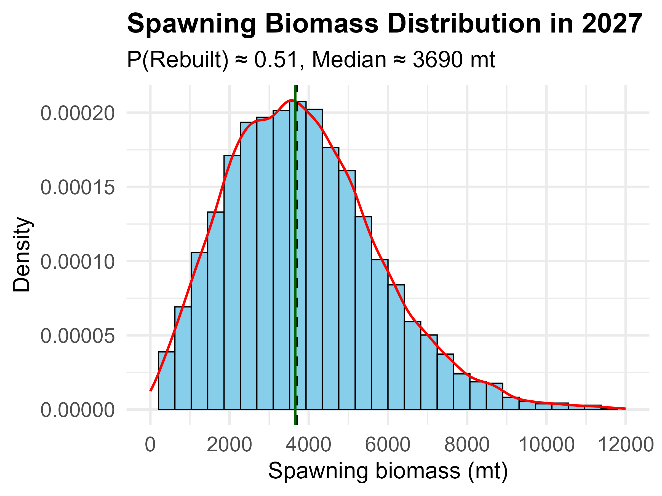 Spawning Biomass Distribution in 2027
P(Rebuilt) ≈ 0.51, Median ≈ 3690 mt
0.00020
0.00015
0.00010
0.00005
0.00000
Density
0 2000 4000 6000 8000 10000 12000
Spawning biomass (mt)